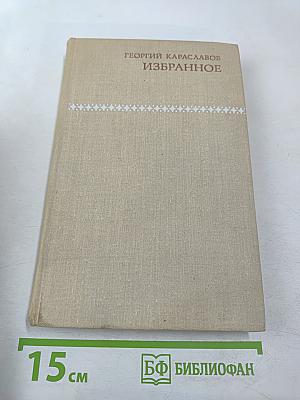 ГЕОРГИЙ КАРАСЛАВОВ
ИЗБРАННОЕ
15 см
БФ БИБЛИОФАН